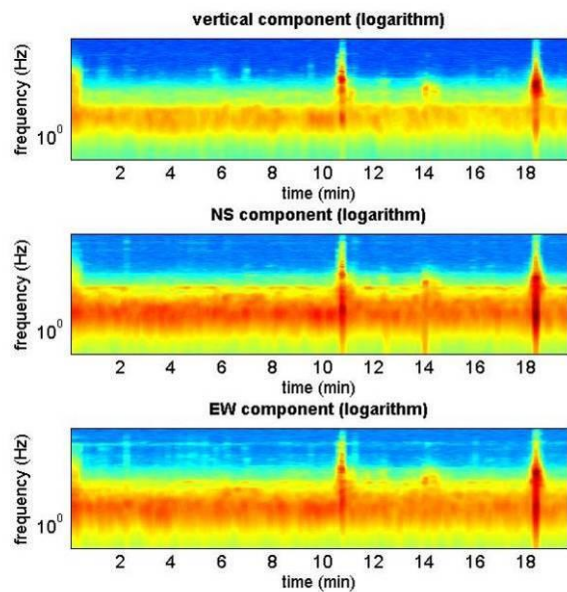 vertical component (logarithm)
frequency (Hz)
10⁰
2 4 6 8 10 12 14 16 18
time (min)
NS component (logarithm)
frequency (Hz)
10⁰
2 4 6 8 10 12 14 16 18
time (min)
EW component (logarithm)
frequency (Hz)
10⁰
2 4 6 8 10 12 14 16 18
time (min)